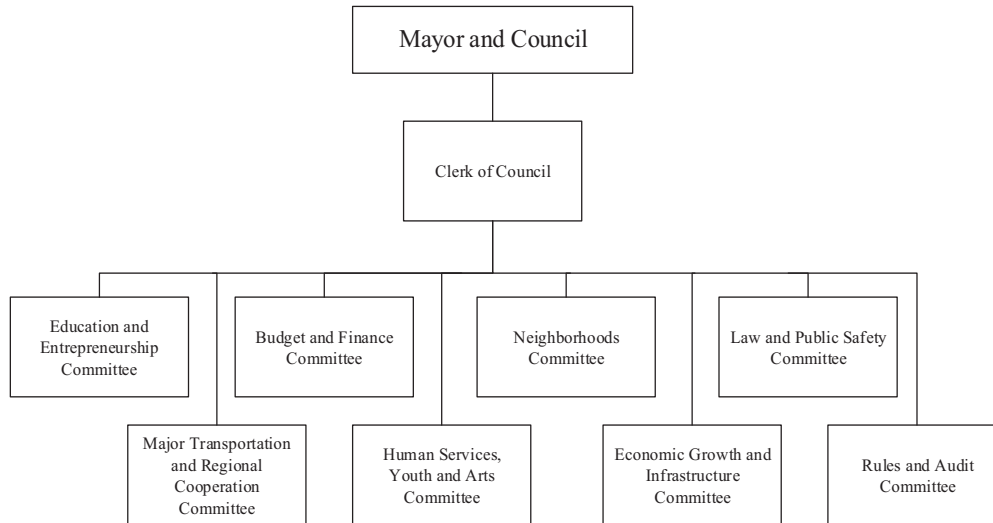 Mayor and Council
Clerk of Council
Education and
Entrepreneurship
Committee
Budget and Finance
Committee
Neighborhoods
Committee
Law and Public Safety
Committee
Major Transportation
and Regional
Cooperation
Committee
Human Services,
Youth and Arts
Committee
Economic Growth and
Infrastructure
Committee
Rules and Audit
Committee